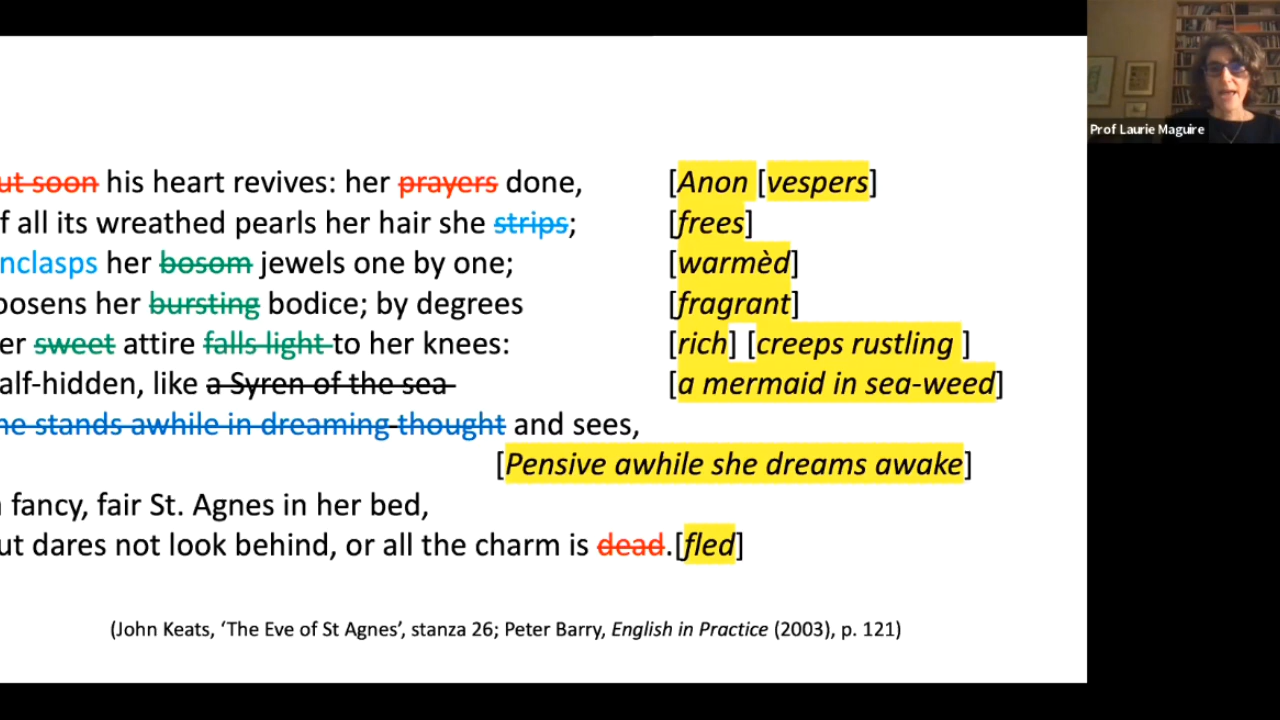 ut soon his heart revives: her prayers done, [Anon [vespers]
f all its wreathed pearls her hair she strips; [frees]
nclasps her bosom jewels one by one; [warmèd]
oosens her bursting bodice; by degrees [fragrant]
er sweet attire falls light to her knees: [rich] [creeps rustling ]
alf-hidden, like a Syren of the sea [a mermaid in sea-weed]
he stands awhile in dreaming thought and sees,
[Pensive awhile she dreams awake]
n fancy, fair St. Agnes in her bed,
ut dares not look behind, or all the charm is dead.[fled]
(John Keats, ‘The Eve of St Agnes’, stanza 26; Peter Barry, English in Practice (2003), p. 121)
Prof Laurie Maguire